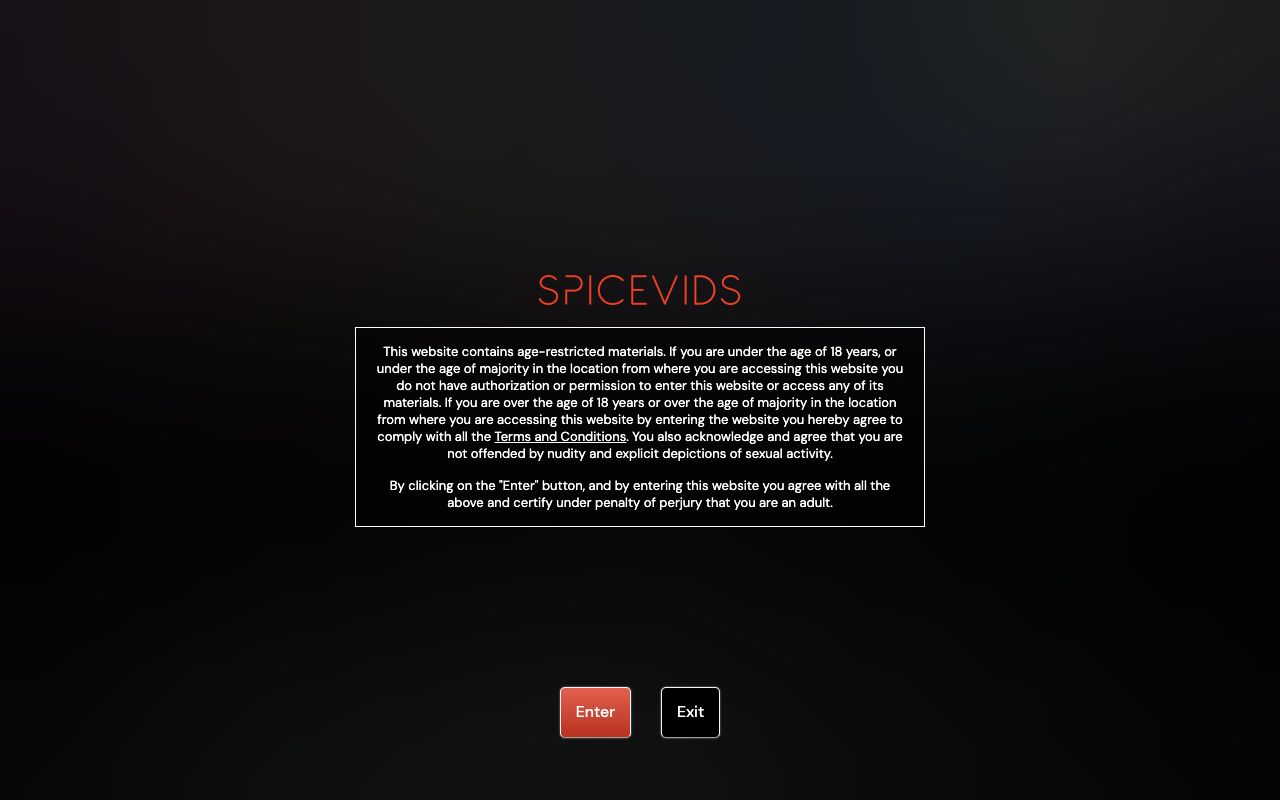 SPICEVIDS
This website contains age-restricted materials. If you are under the age of 18 years, or
under the age of majority in the location from where you are accessing this website you
do not have authorization or permission to enter this website or access any of its
materials. If you are over the age of 18 years or over the age of majority in the location
from where you are accessing this website by entering the website you hereby agree to
comply with all the Terms and Conditions. You also acknowledge and agree that you are
not offended by nudity and explicit depictions of sexual activity.
By clicking on the "Enter" button, and by entering this website you agree with all the
above and certify under penalty of perjury that you are an adult.
Enter
Exit